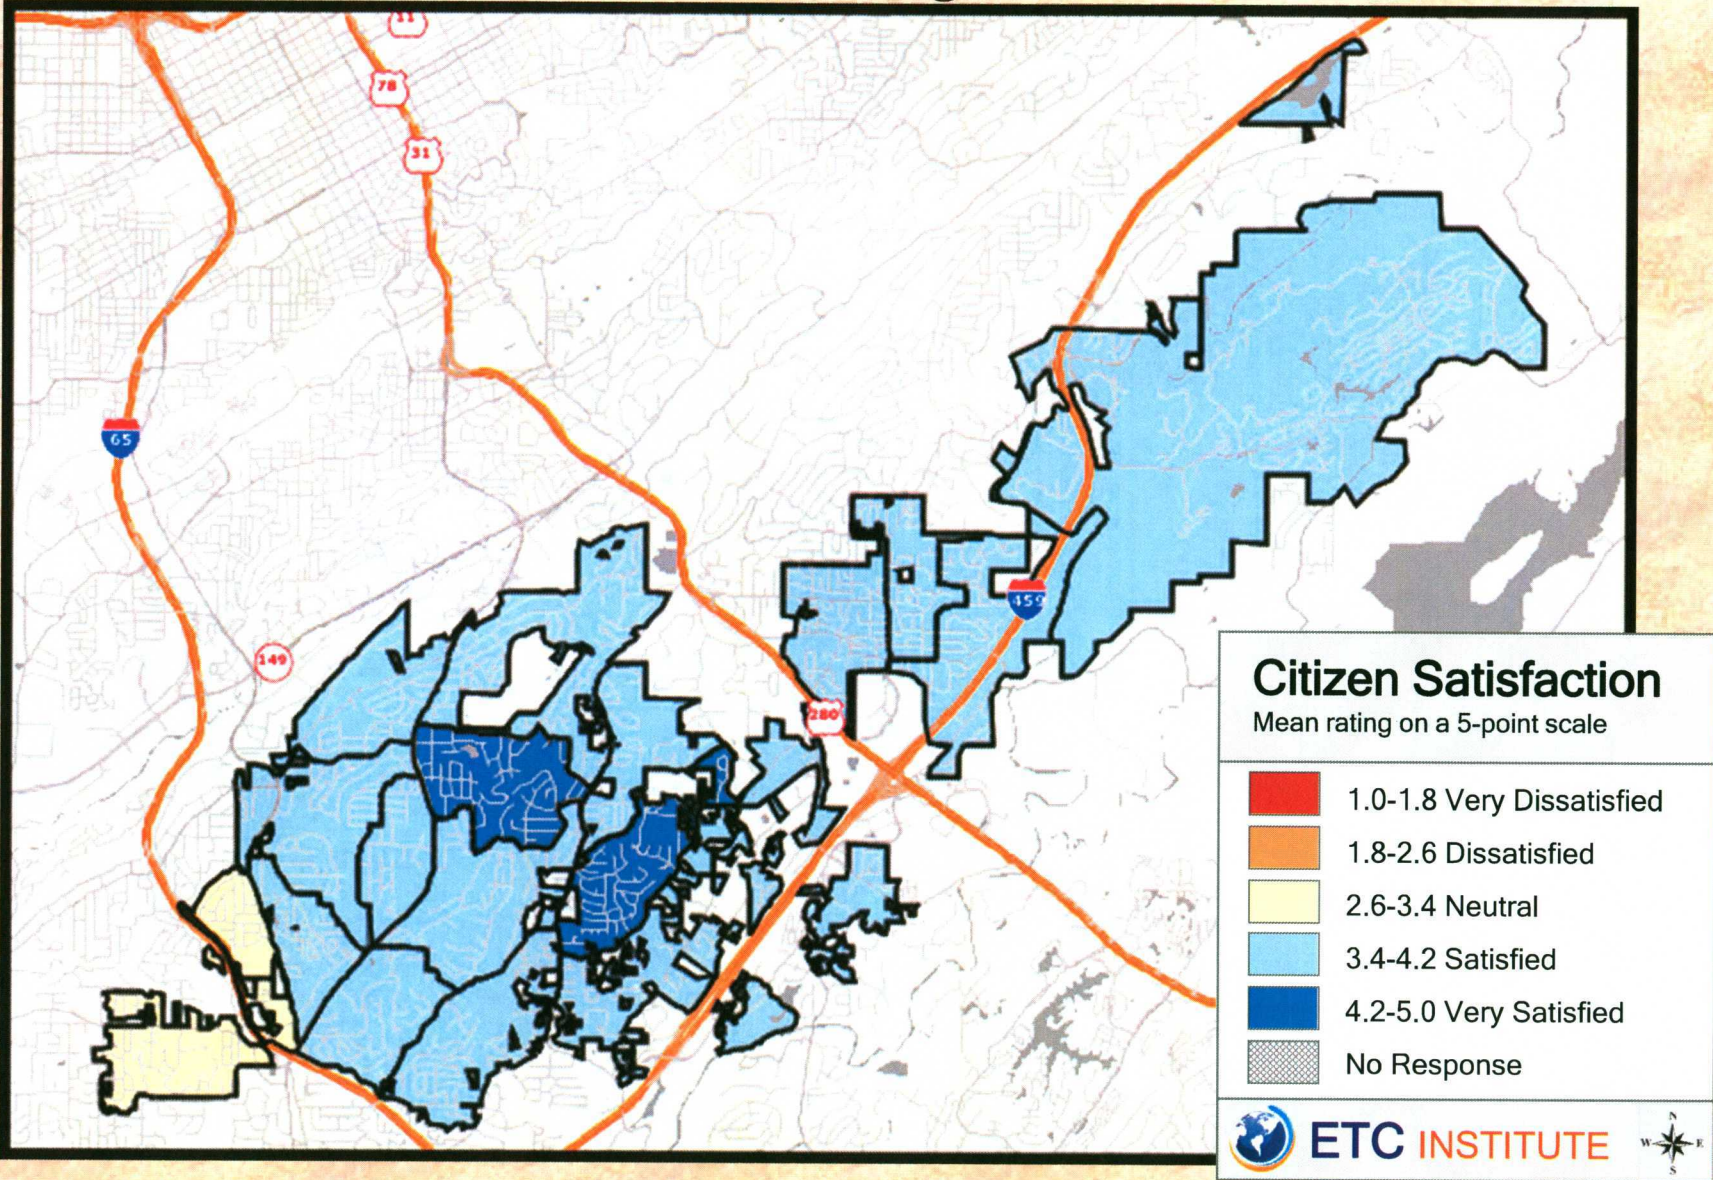 11
78
31
65
149
459
280
Citizen Satisfaction
Mean rating on a 5-point scale
1.0-1.8 Very Dissatisfied
1.8-2.6 Dissatisfied
2.6-3.4 Neutral
3.4-4.2 Satisfied
4.2-5.0 Very Satisfied
No Response
ETC INSTITUTE
N
W E
S